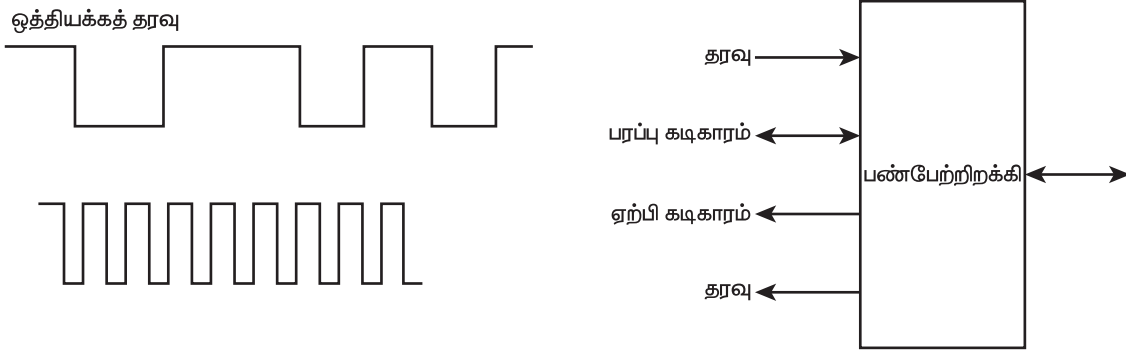 ஒத்தியக்கத் தரவு
தரவு
பரப்பு கடிகாரம்
பண்பேற்றிறக்கி
ஏற்பி கடிகாரம்
தரவு